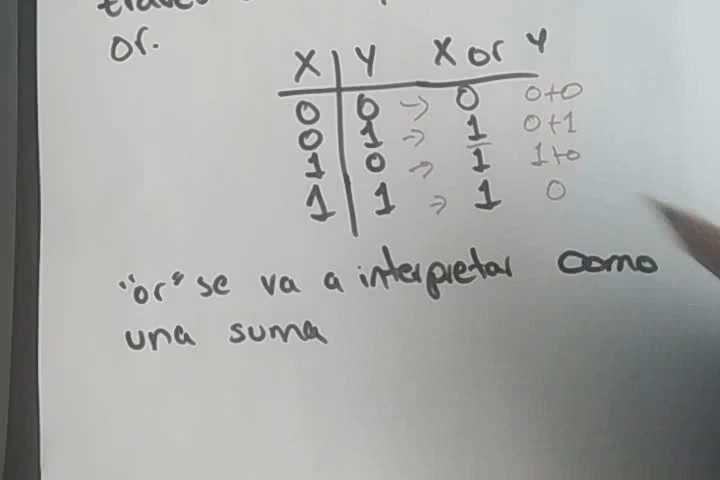 or.
X Y X or Y
0 0 → 0 0+0
0 1 → 1 0+1
1 0 → 1 1+0
1 1 → 1 0
"or" se va a interpretar como
una suma